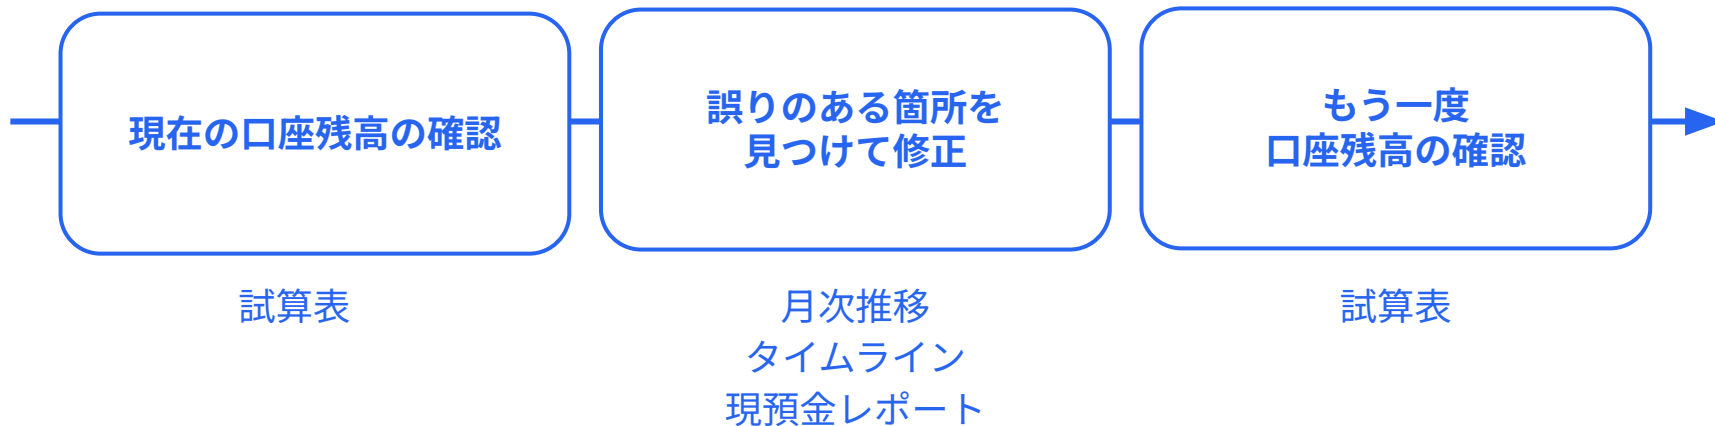 現在の口座残高の確認
誤りのある箇所を
見つけて修正
もう一度
口座残高の確認
試算表
月次推移
タイムライン
現預金レポート
試算表